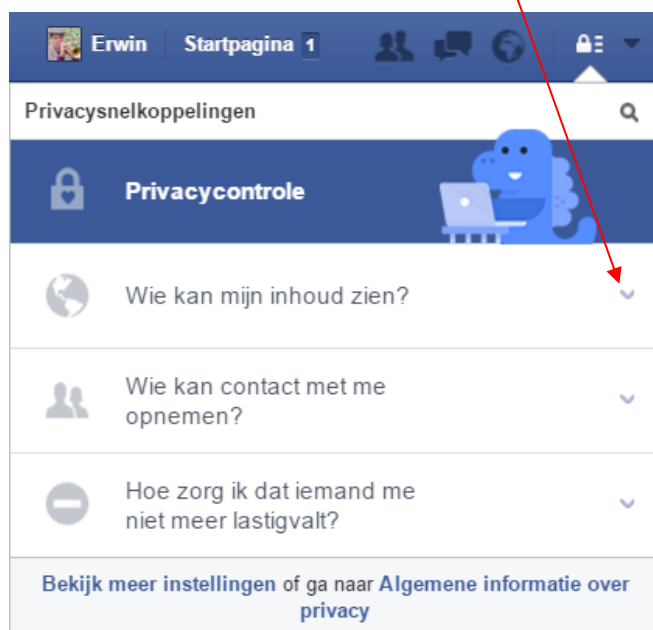 Erwin Startpagina 1
Privacysnelkoppelingen
Privacycontrole
Wie kan mijn inhoud zien?
Wie kan contact met me
opnemen?
Hoe zorg ik dat iemand me
niet meer lastigvalt?
Bekijk meer instellingen of ga naar Algemene informatie over
privacy